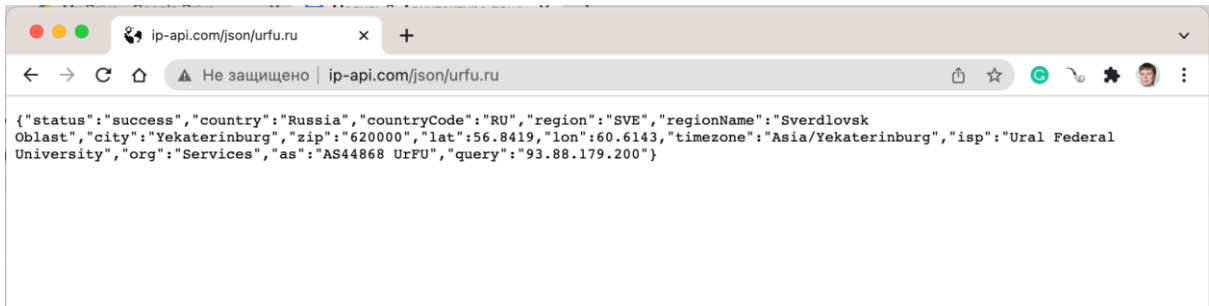 ip-api.com/json/urfu.ru
Не защищено | ip-api.com/json/urfu.ru
{"status":"success","country":"Russia","countryCode":"RU","region":"SVE","regionName":"Sverdlovsk
Oblast","city":"Yekaterinburg","zip":"620000","lat":56.8419,"lon":60.6143,"timezone":"Asia/Yekaterinburg","isp":"Ural Federal
University","org":"Services","as":"AS44868 UrFU","query":"93.88.179.200"}